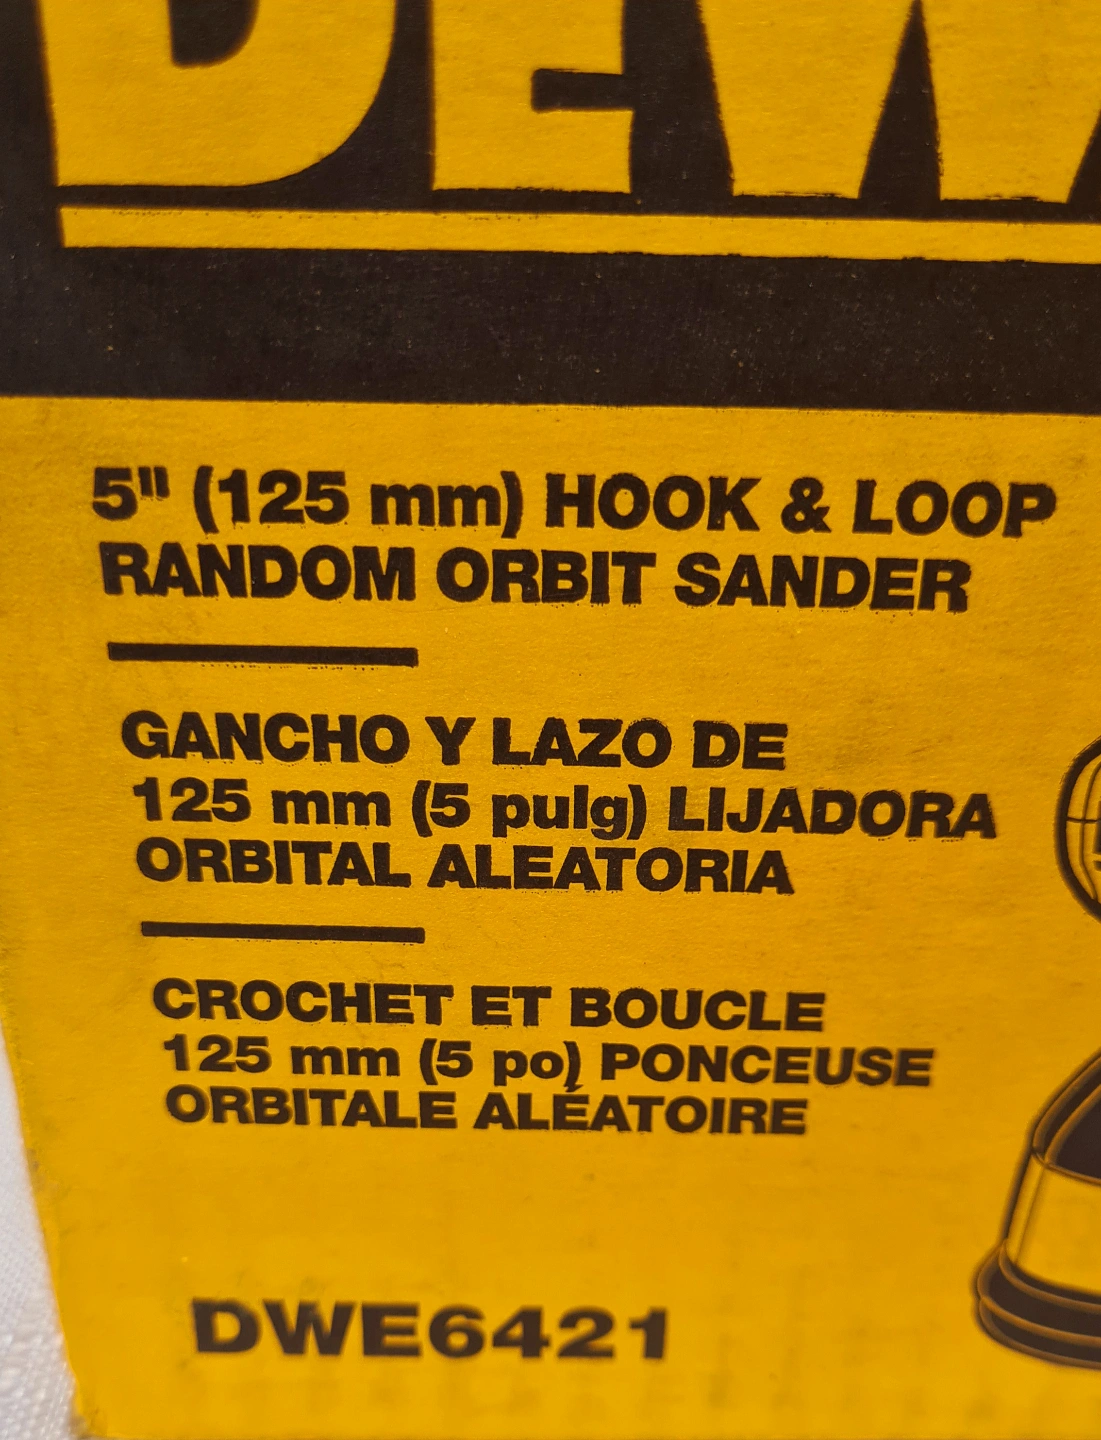 DEW
5" (125 mm) HOOK & LOOP
RANDOM ORBIT SANDER
GANCHO Y LAZO DE
125 mm (5 pulg) LIJADORA
ORBITAL ALEATORIA
CROCHET ET BOUCLE
125 mm (5 po) PONCEUSE
ORBITALE ALÉATOIRE
DWE6421